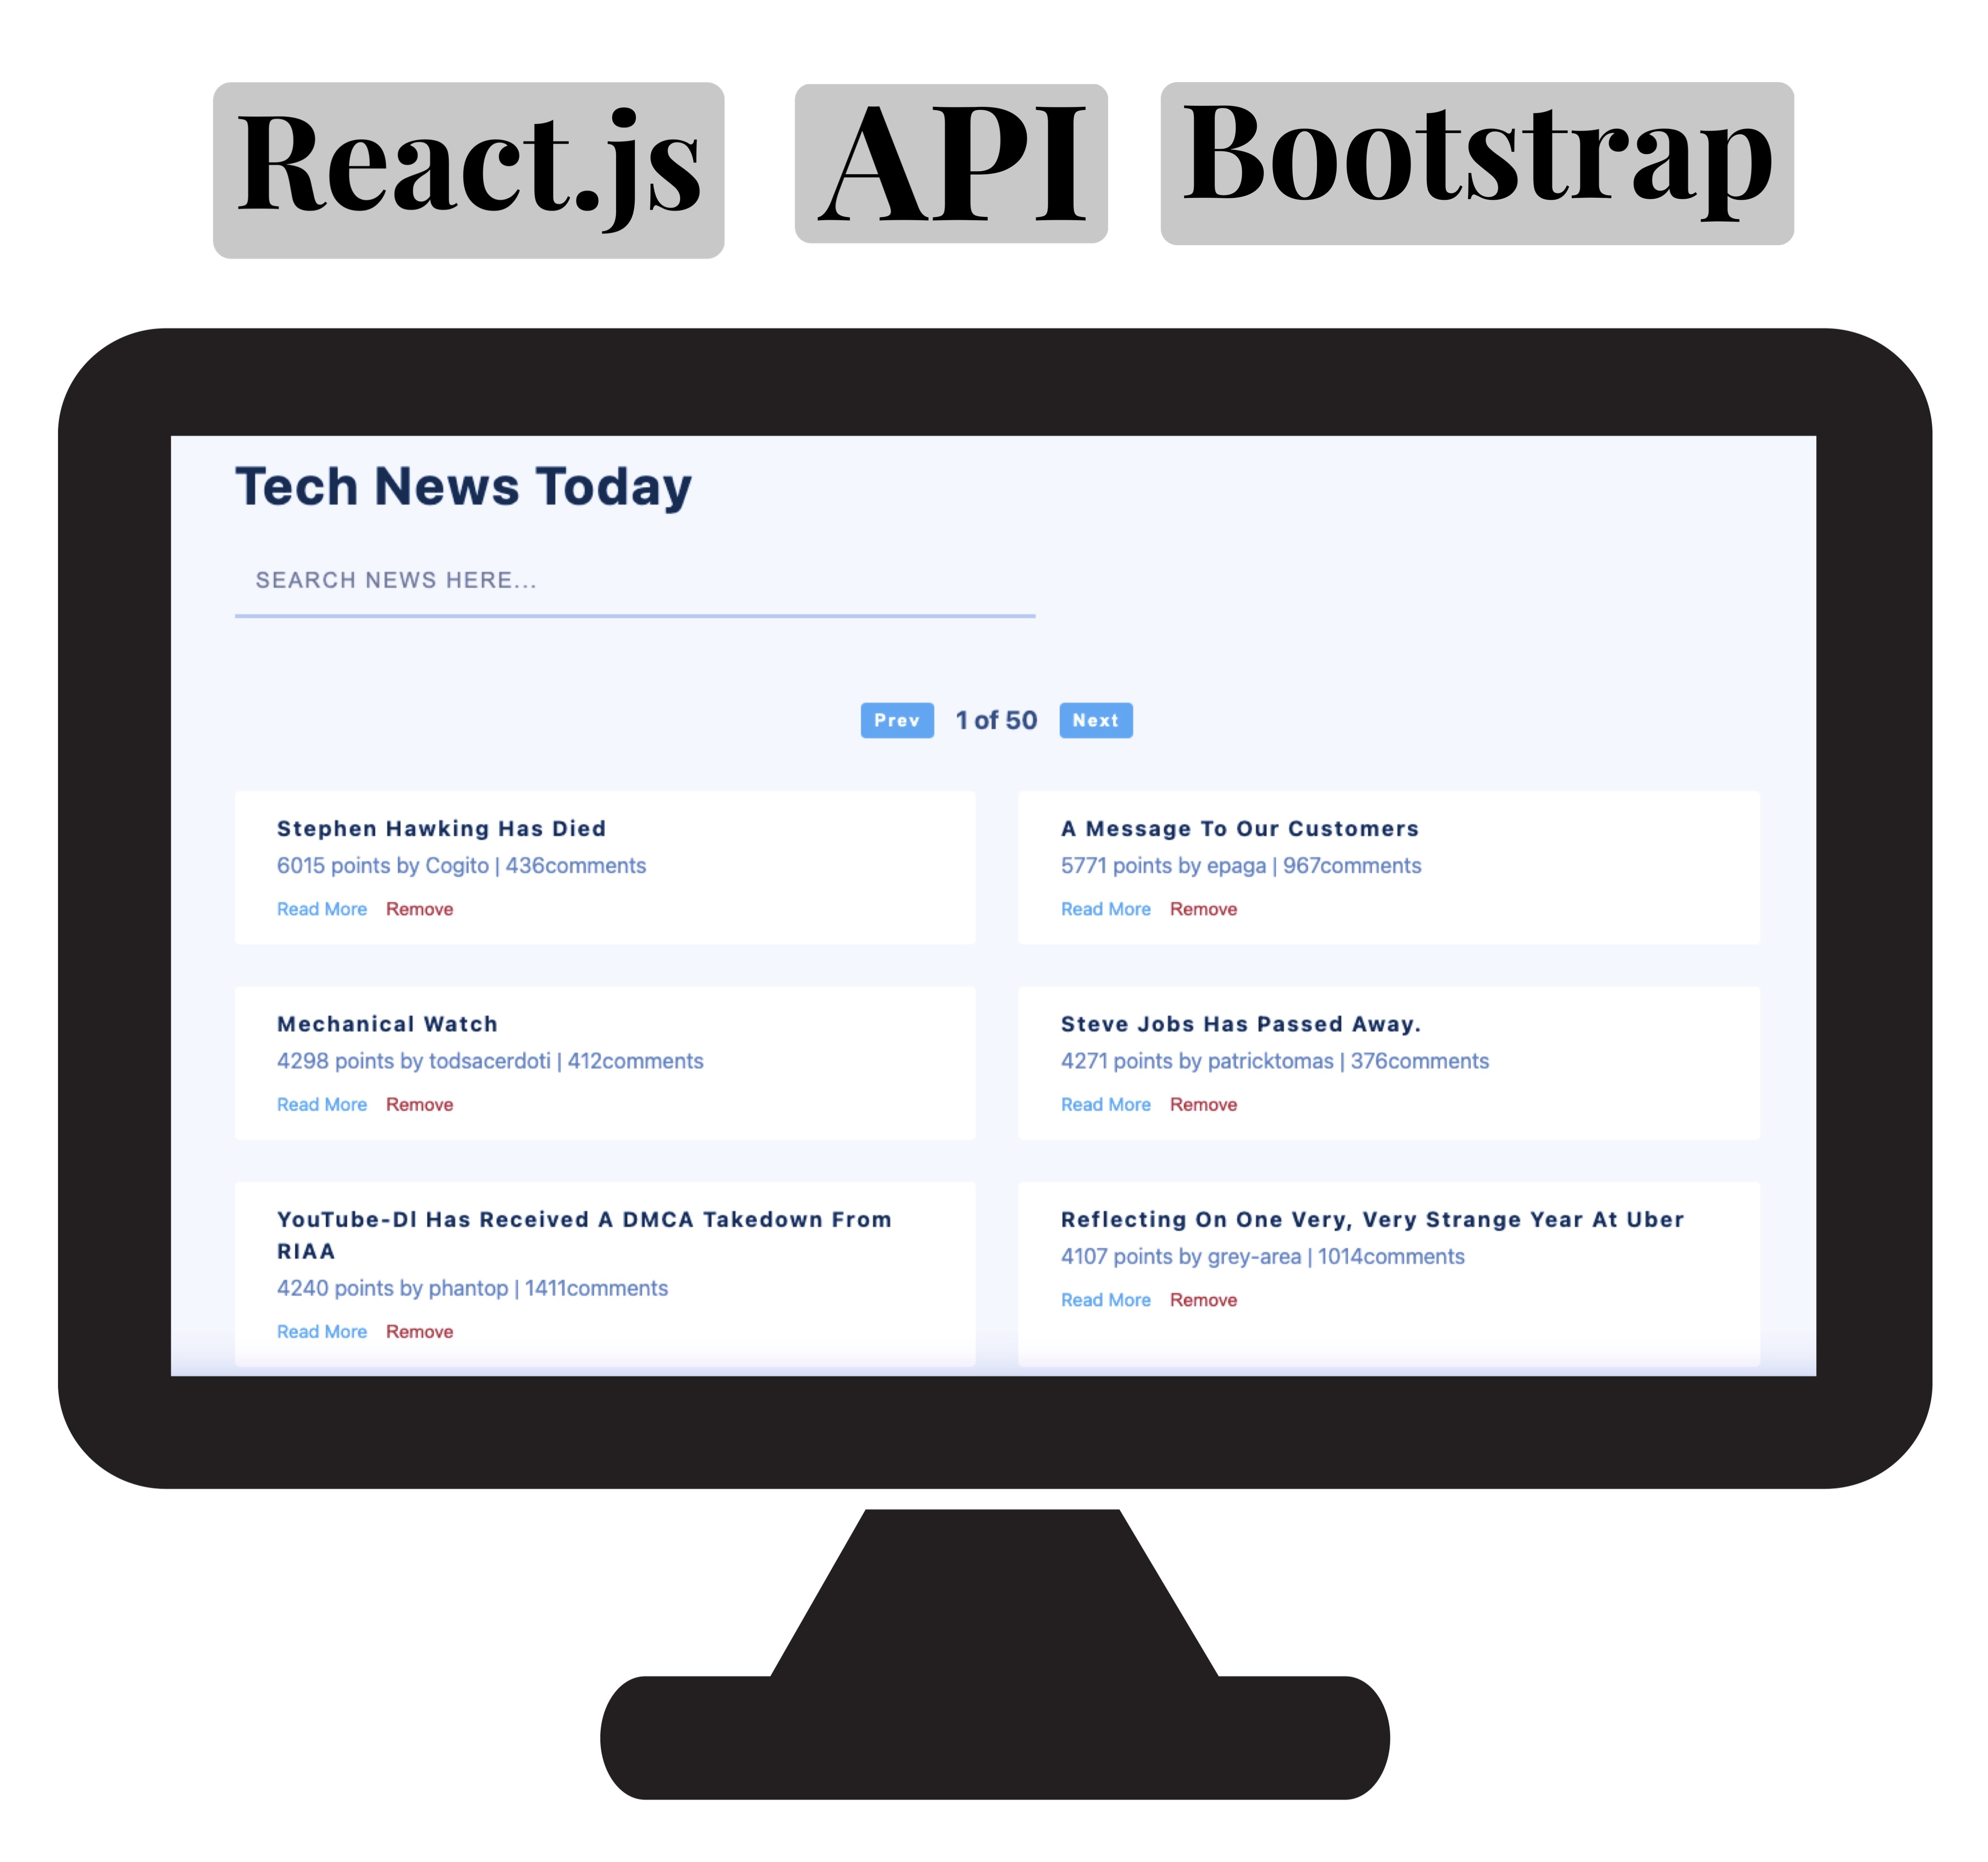 React.js API Bootstrap
Tech News Today
SEARCH NEWS HERE...
Prev 1 of 50 Next
Stephen Hawking Has Died
6015 points by Cogito | 436comments
Read More Remove
A Message To Our Customers
5771 points by epaga | 967comments
Read More Remove
Mechanical Watch
4298 points by todsacerdoti | 412comments
Read More Remove
Steve Jobs Has Passed Away.
4271 points by patricktomas | 376comments
Read More Remove
YouTube-Dl Has Received A DMCA Takedown From
RIAA
4240 points by phantop | 1411comments
Read More Remove
Reflecting On One Very, Very Strange Year At Uber
4107 points by grey-area | 1014comments
Read More Remove